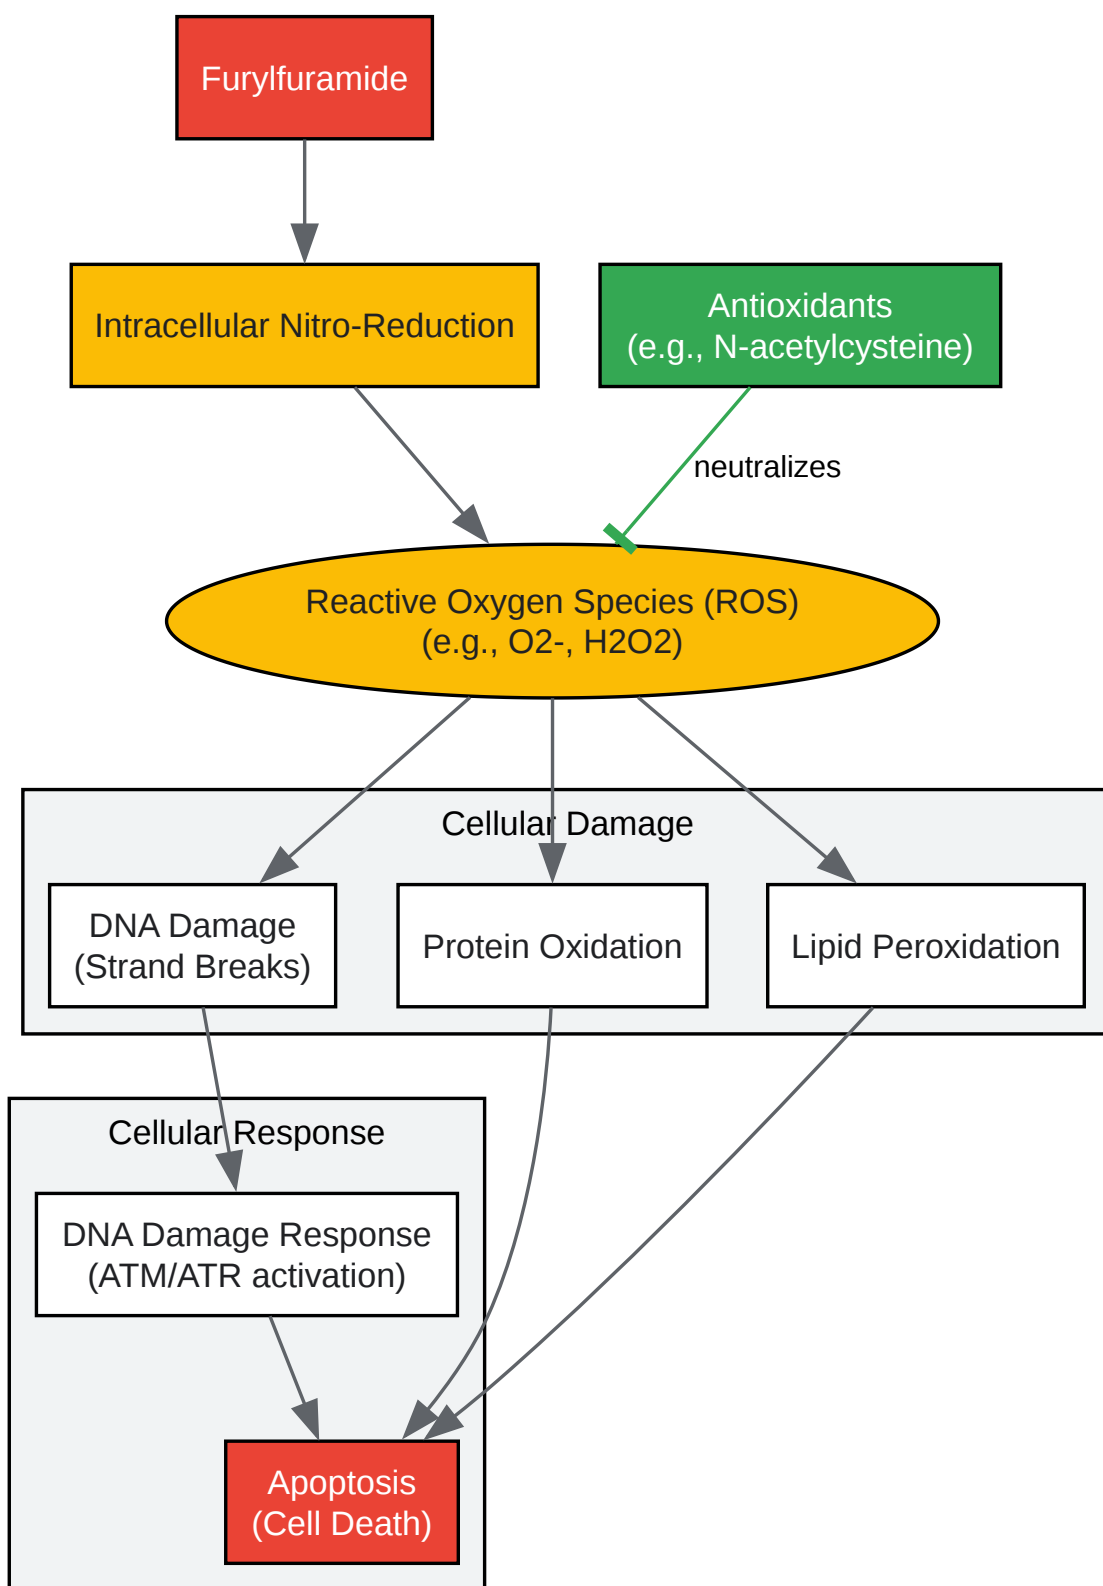 Furylfuramide
Intracellular Nitro-Reduction
Antioxidants
(e.g., N-acetylcysteine)
neutralizes
Reactive Oxygen Species (ROS)
(e.g., O2-, H2O2)
Cellular Damage
DNA Damage
(Strand Breaks)
Protein Oxidation
Lipid Peroxidation
Cellular Response
DNA Damage Response
(ATM/ATR activation)
Apoptosis
(Cell Death)